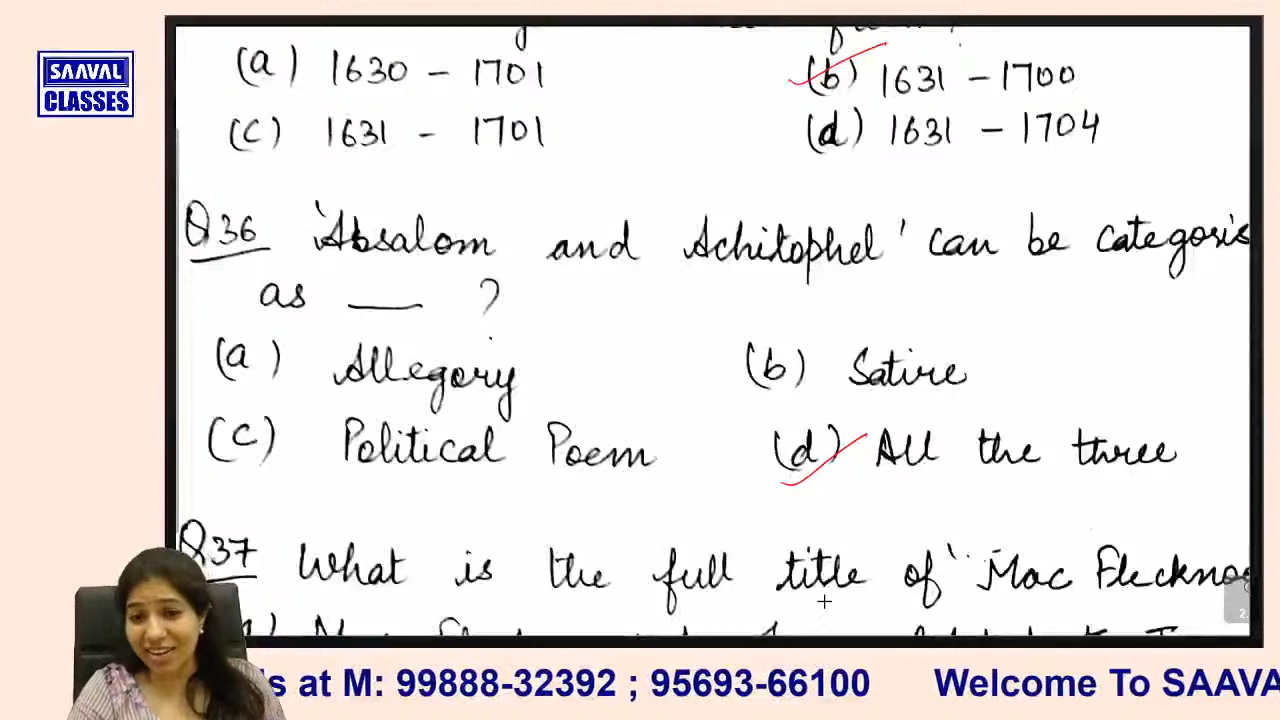 SAAVAL
CLASSES
(a) 1630 - 1701 (b) 1631 - 1700
(c) 1631 - 1701 (d) 1631 - 1704
Q36 'Absalom and Achitophel' can be categoris
as ___ ?
(a) Allegory (b) Satire
(c) Political Poem (d) All the three
Q37 What is the full title of 'Mac Fleckno
s at M: 99888-32392 ; 95693-66100 Welcome To SAAVA